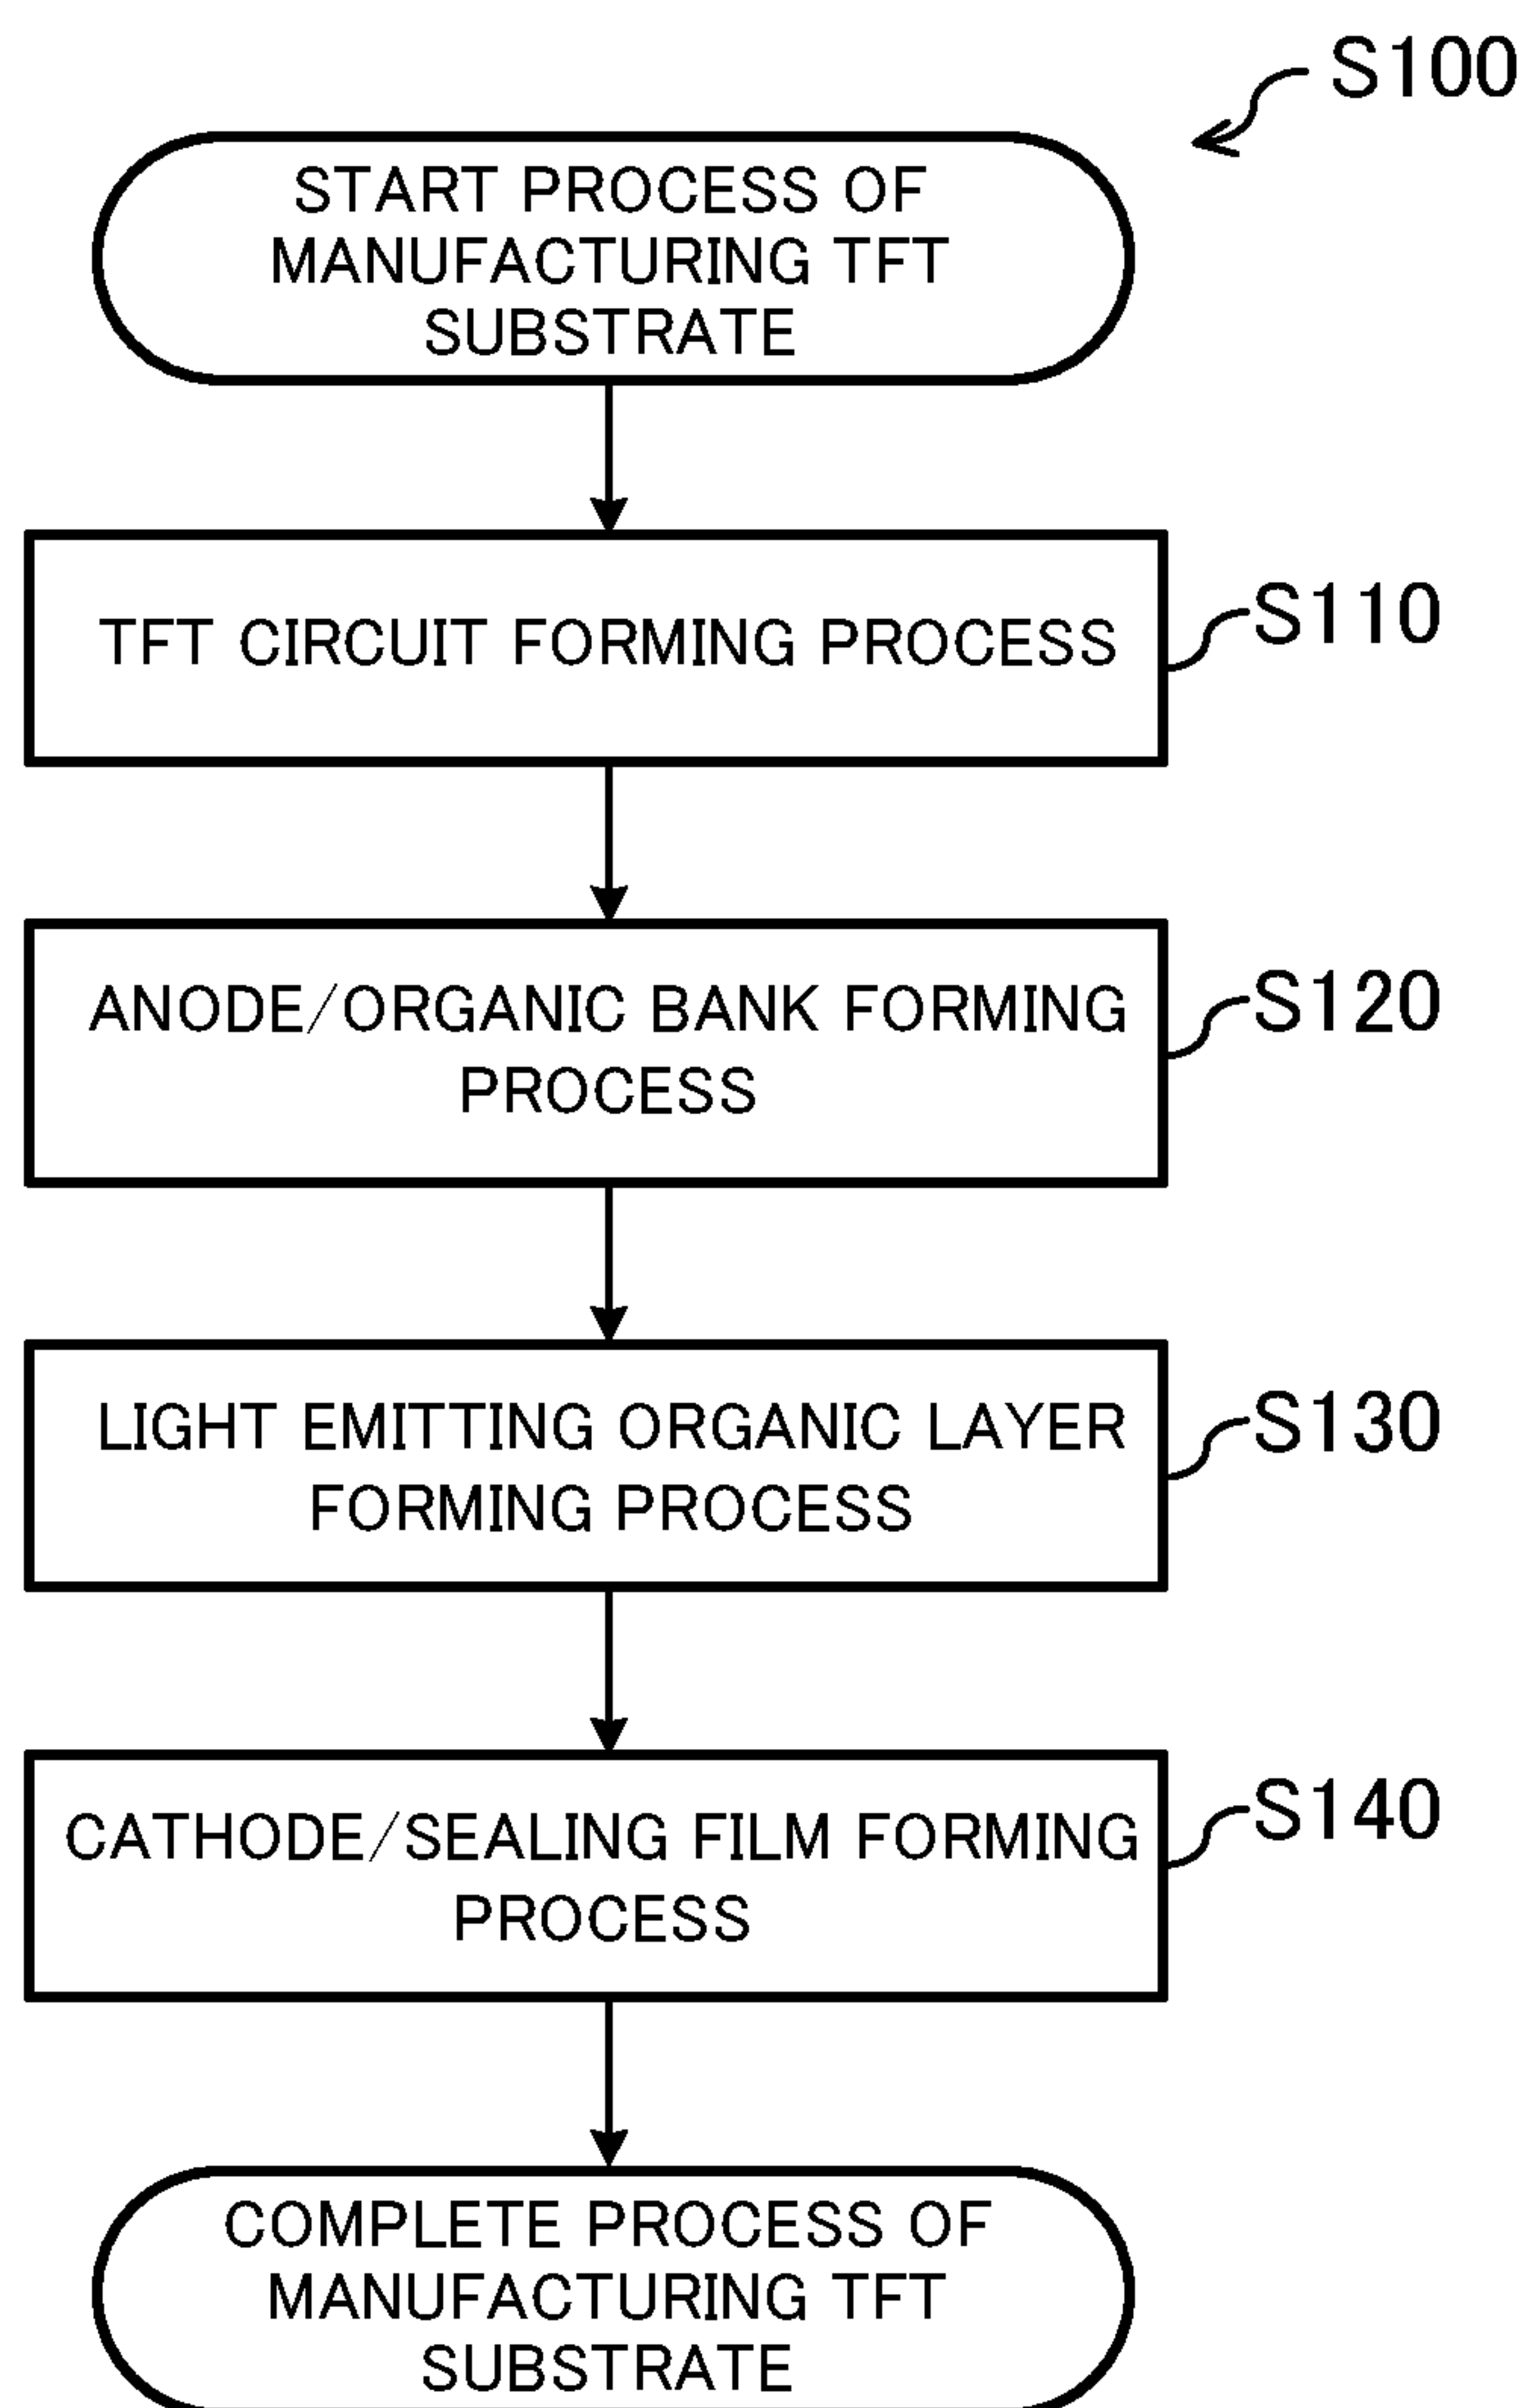 S100
START PROCESS OF
MANUFACTURING TFT
SUBSTRATE
TFT CIRCUIT FORMING PROCESS
S110
ANODE/ORGANIC BANK FORMING
PROCESS
S120
LIGHT EMITTING ORGANIC LAYER
FORMING PROCESS
S130
CATHODE/SEALING FILM FORMING
PROCESS
S140
COMPLETE PROCESS OF
MANUFACTURING TFT
SUBSTRATE